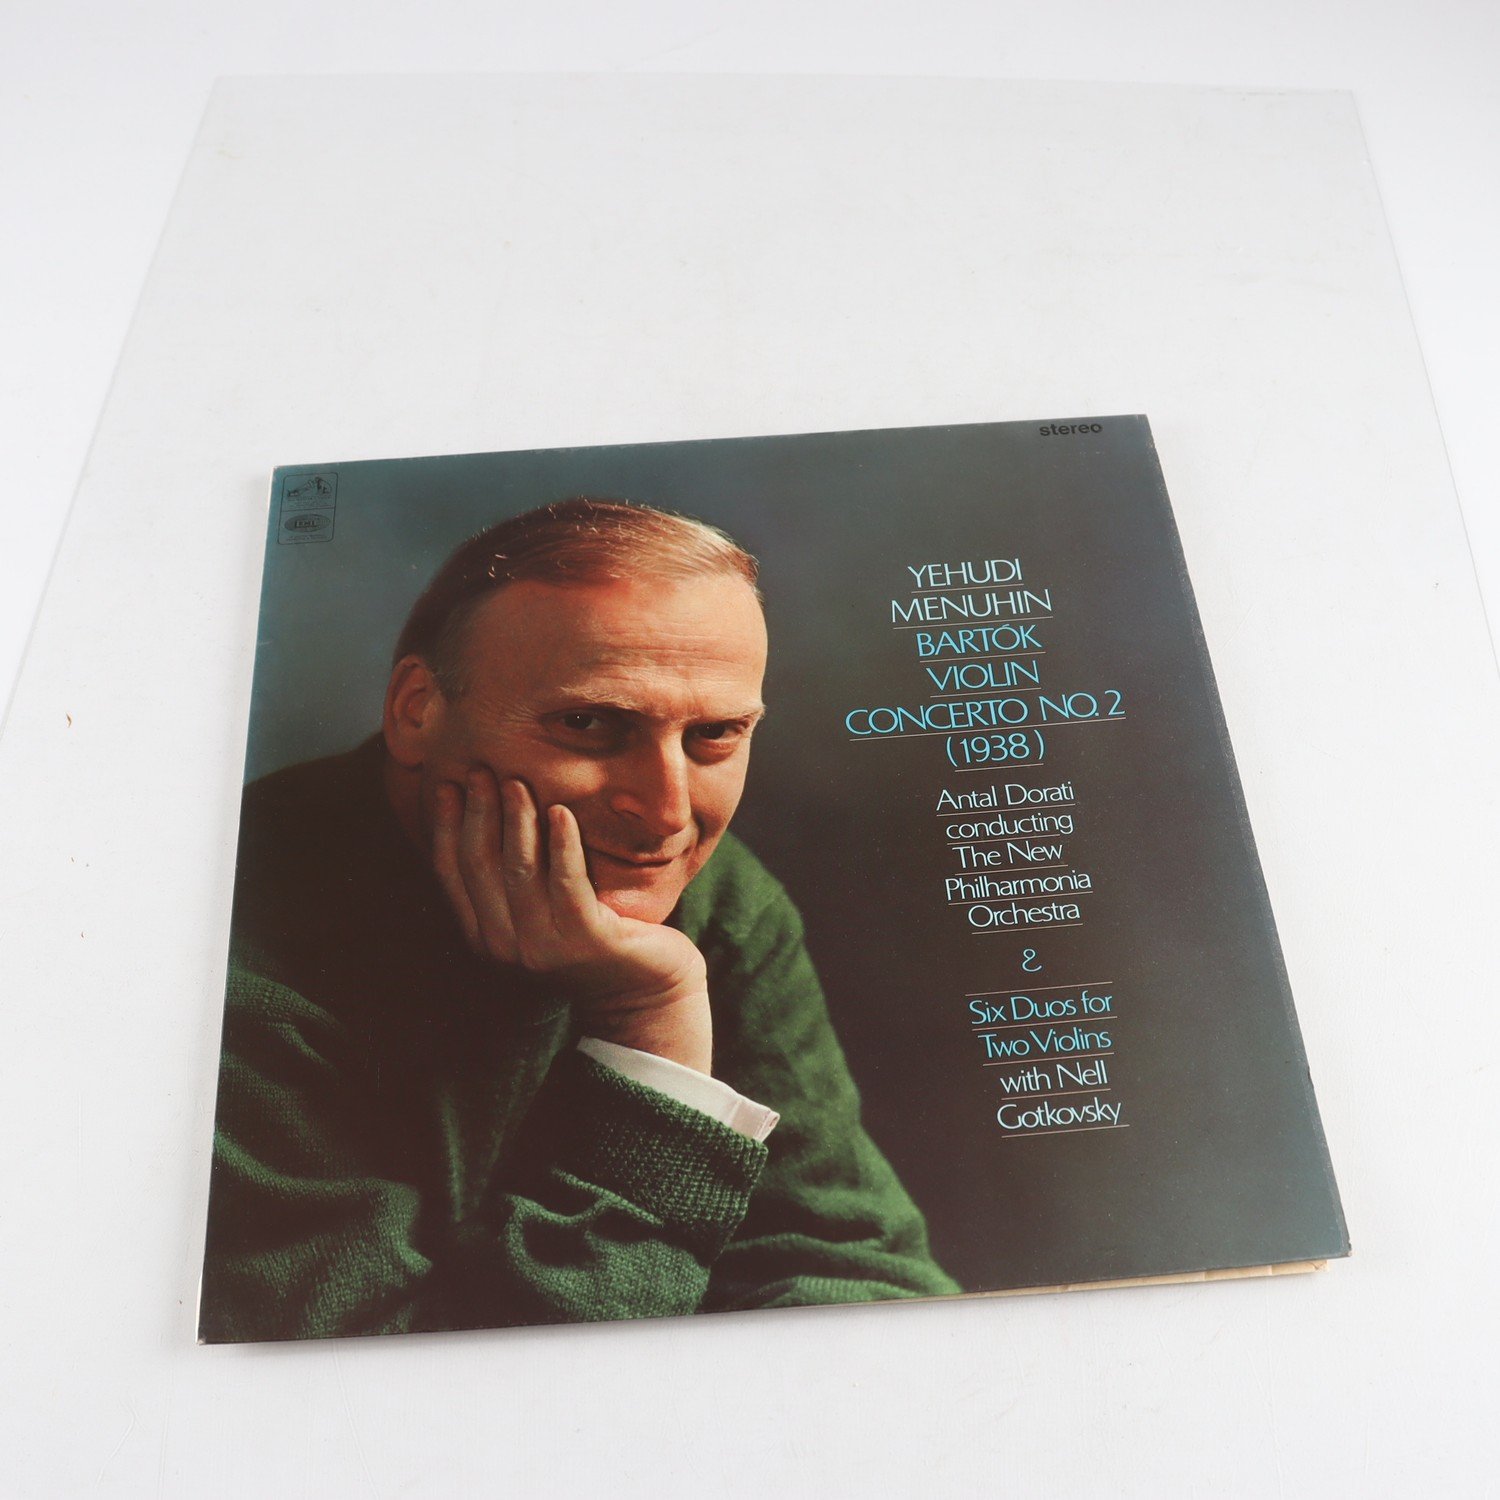 stereo
EMI
YEHUDI
MENUHIN
BARTÓK
VIOLIN
CONCERTO NO. 2
(1938)
Antal Dorati
conducting
The New
Philharmonia
Orchestra
&
Six Duos for
Two Violins
with Nell
Gotkovsky